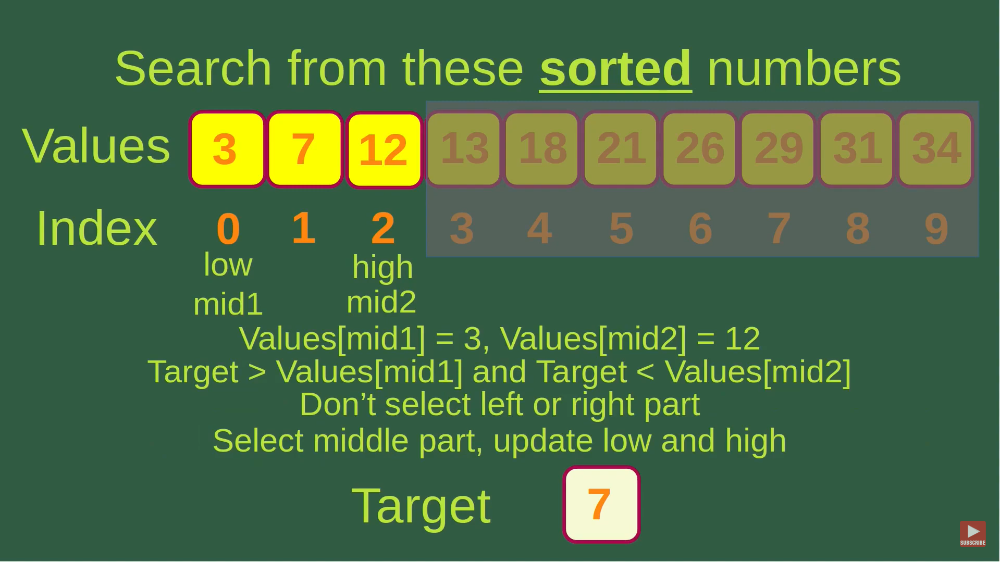 Search from these sorted numbers
Values 3 7 12 13 18 21 26 29 31 34
Index 0 1 2 3 4 5 6 7 8 9
low high
mid1 mid2
Values[mid1] = 3, Values[mid2] = 12
Target > Values[mid1] and Target < Values[mid2]
Don’t select left or right part
Select middle part, update low and high
Target 7
SUBSCRIBE